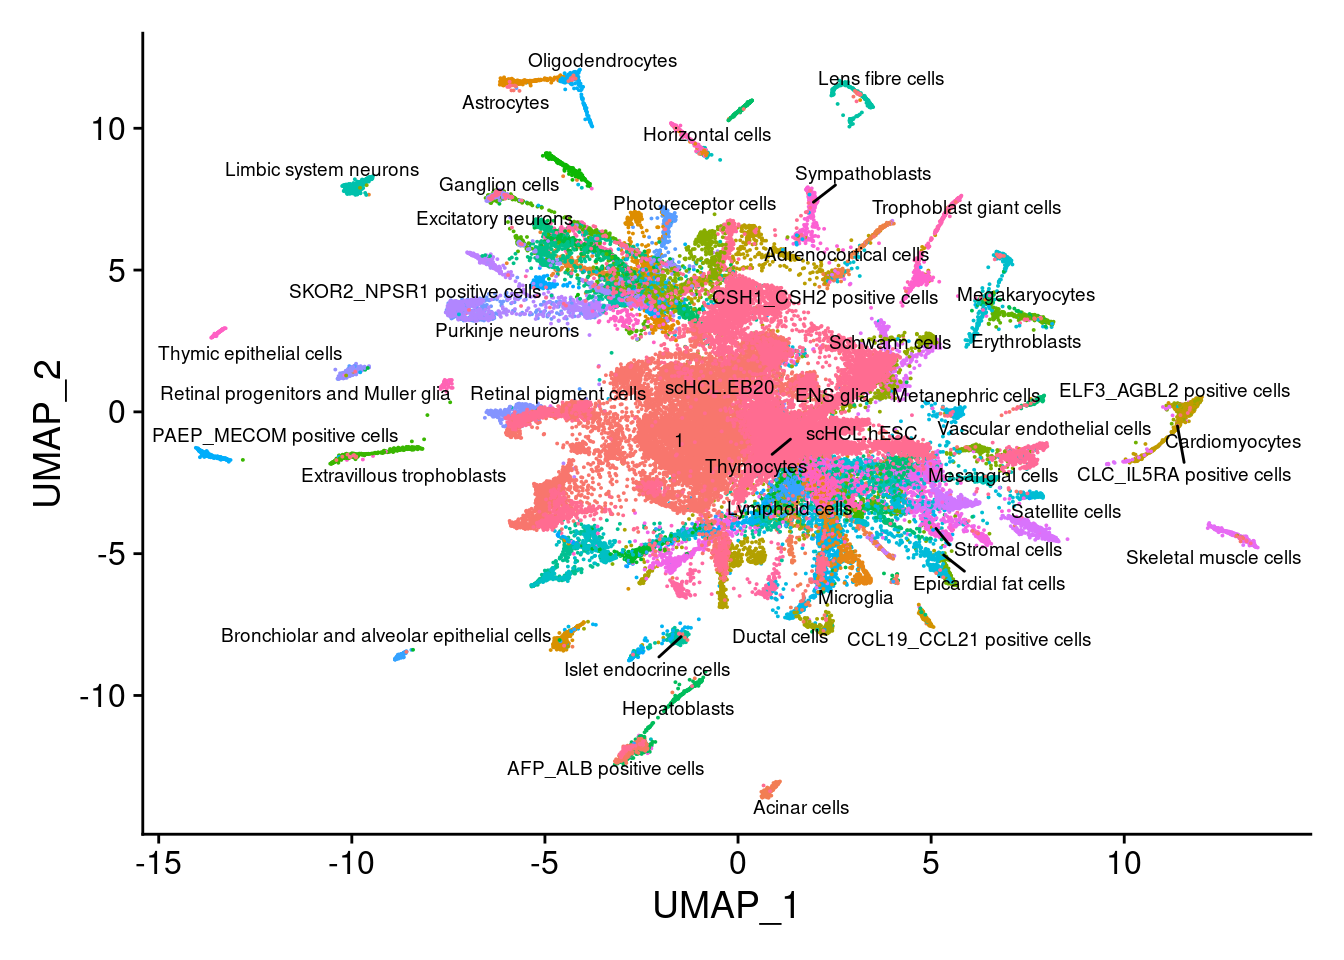 Oligodendrocytes
Lens fibre cells
Astrocytes
10
Horizontal cells
Limbic system neurons
Sympathoblasts
Ganglion cells
Photoreceptor cells
Trophoblast giant cells
Excitatory neurons
Adrenocortical cells
5
SKOR2_NPSR1 positive cells
CSH1_CSH2 positive cells
Megakaryocytes
Purkinje neurons
Schwann cells
Erythroblasts
Thymic epithelial cells
scHCL.EB20
ELF3_AGBL2 positive cells
Retinal progenitors and Muller glia
Retinal pigment cells
ENS glia
Metanephric cells
0
PAEP_MECOM positive cells
1
scHCL.hESC
Vascular endothelial cells
Cardiomyocytes
Extravillous trophoblasts
Thymocytes
Mesangial cells
CLC_IL5RA positive cells
Lymphoid cells
Satellite cells
-5
Stromal cells
Skeletal muscle cells
Epicardial fat cells
Microglia
Bronchiolar and alveolar epithelial cells
Ductal cells
CCL19_CCL21 positive cells
Islet endocrine cells
-10
Hepatoblasts
AFP_ALB positive cells
Acinar cells
-15
-10
-5
0
5
10
UMAP_1
UMAP_2